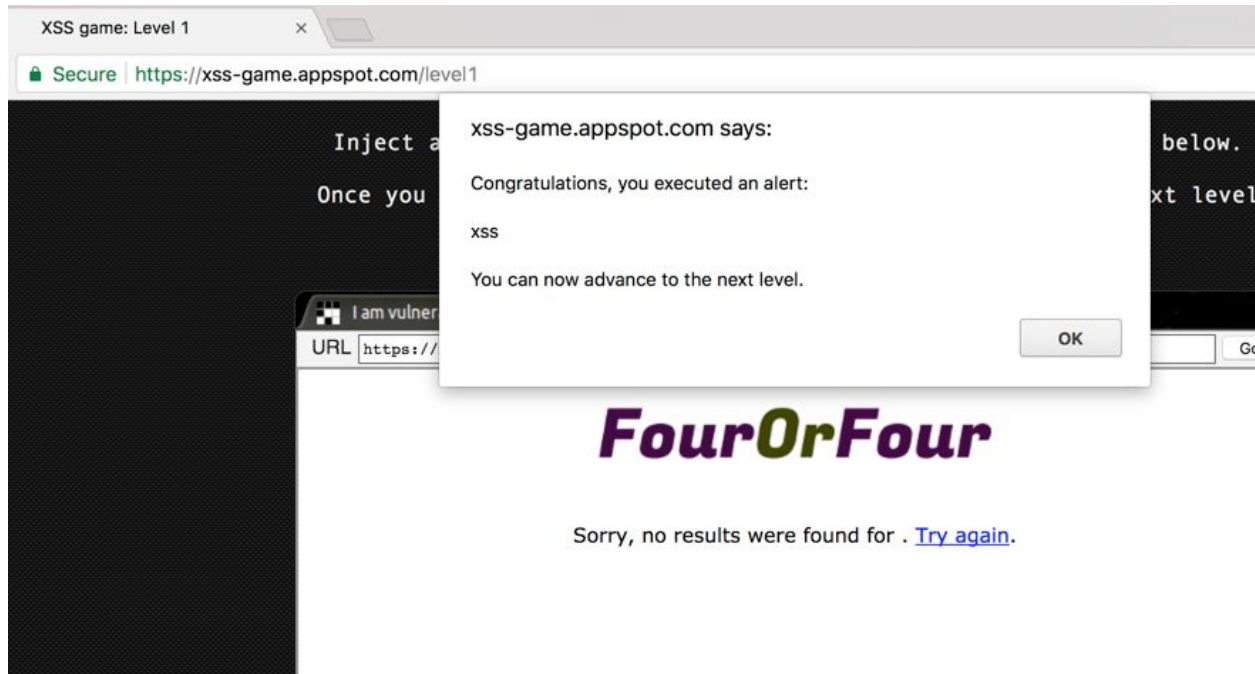 XSS game: Level 1
Secure https://xss-game.appspot.com/level1
xss-game.appspot.com says:
Inject a below.
Congratulations, you executed an alert:
Once you xt level
xss
You can now advance to the next level.
I am vulner
OK
URL https:// Go
FourOrFour
Sorry, no results were found for . Try again.